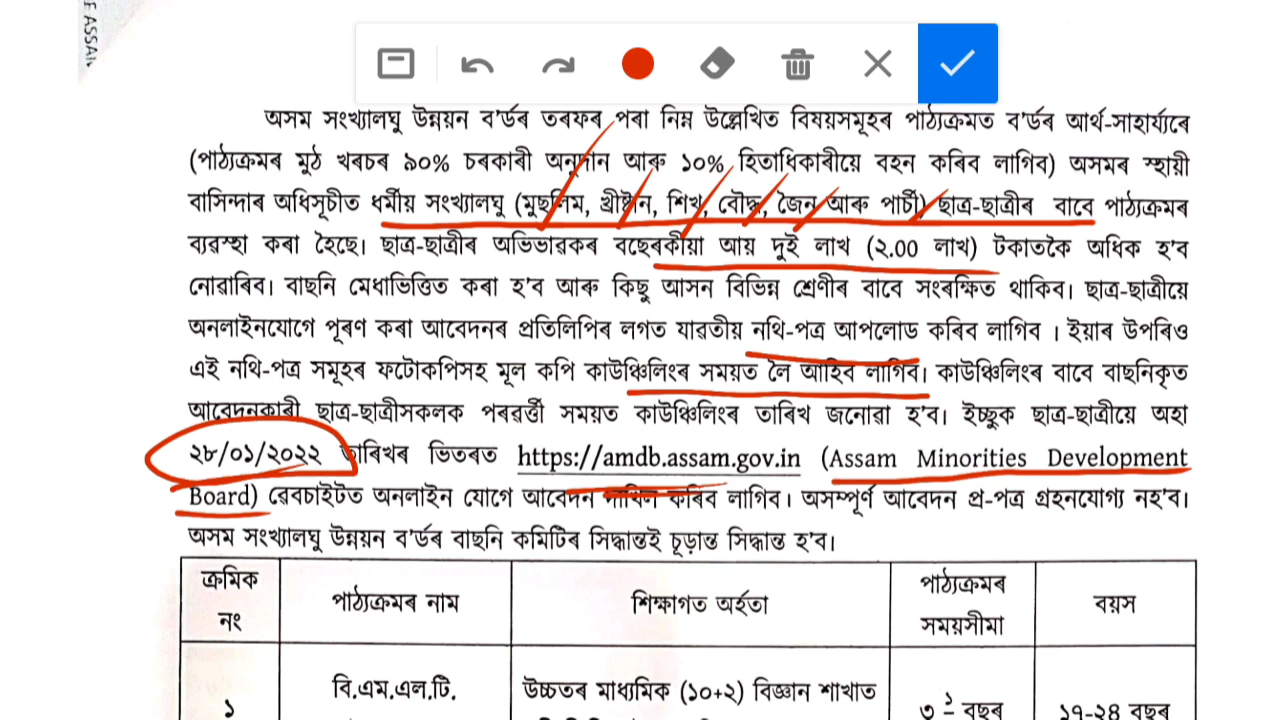 F ASSAM
অসম সংখ্যালঘু উন্নয়ন ব'ৰ্ডৰ তৰফৰ পৰা নিম্ন উল্লেখিত বিষয়সমূহৰ পাঠ্যক্ৰমত ব'ৰ্ডৰ আৰ্থ-সাহাৰ্য্যৰে
(পাঠ্যক্ৰমৰ মুঠ খৰচৰ ৯০% চৰকাৰী অনুদান আৰু ১০% হিতাধিকাৰীয়ে বহন কৰিব লাগিব) অসমৰ স্থায়ী
বাসিন্দাৰ অধিসূচীত ধৰ্মীয় সংখ্যালঘু (মুছলিম, খ্ৰীষ্টান, শিখ, বৌদ্ধ, জৈন আৰু পাৰ্চী) ছাত্ৰ-ছাত্ৰীৰ বাবে পাঠ্যক্ৰমৰ
ব্যৱস্থা কৰা হৈছে। ছাত্ৰ-ছাত্ৰীৰ অভিভাৱকৰ বছেৰকীয়া আয় দুই লাখ (২.00 লাখ) টকাতকৈ অধিক হ'ব
নোৱাৰিব। বাছনি মেধাভিত্তিত কৰা হ'ব আৰু কিছু আসন বিভিন্ন শ্ৰেণীৰ বাবে সংৰক্ষিত থাকিব। ছাত্ৰ-ছাত্ৰীয়ে
অনলাইনযোগে পূৰণ কৰা আবেদনৰ প্ৰতিলিপিৰ লগত যাৱতীয় নথি-পত্ৰ আপলোড কৰিব লাগিব । ইয়াৰ উপৰিও
এই নথি-পত্ৰ সমূহৰ ফটোকপিসহ মূল কপি কাউঞ্চিলিংৰ সময়ত লৈ আহিব লাগিব। কাউঞ্চিলিংৰ বাবে বাছনিকৃত
আবেদনকাৰী ছাত্ৰ-ছাত্ৰীসকলক পৰৱৰ্ত্তী সময়ত কাউঞ্চিলিংৰ তাৰিখ জনোৱা হ'ব। ইচ্ছুক ছাত্ৰ-ছাত্ৰীয়ে অহা
২৮/০১/২০২২ তাৰিখৰ ভিতৰত https://amdb.assam.gov.in (Assam Minorities Development
Board) ৱেবচাইটত অনলাইন যোগে আবেদন দাখিল কৰিব লাগিব। অসম্পূৰ্ণ আবেদন প্ৰ-পত্ৰ গ্ৰহনযোগ্য নহ'ব।
অসম সংখ্যালঘু উন্নয়ন ব'ৰ্ডৰ বাছনি কমিটিৰ সিদ্ধান্তই চূড়ান্ত সিদ্ধান্ত হ'ব।
ক্ৰমিক নং পাঠ্যক্ৰমৰ নাম শিক্ষাগত অৰ্হতা পাঠ্যক্ৰমৰ সময়সীমা বয়স
১ বি.এম.এল.টি. উচ্চতৰ মাধ্যমিক (১০+২) বিজ্ঞান শাখাত ৩ ১ বছৰ ১৭-২৪ বছৰ